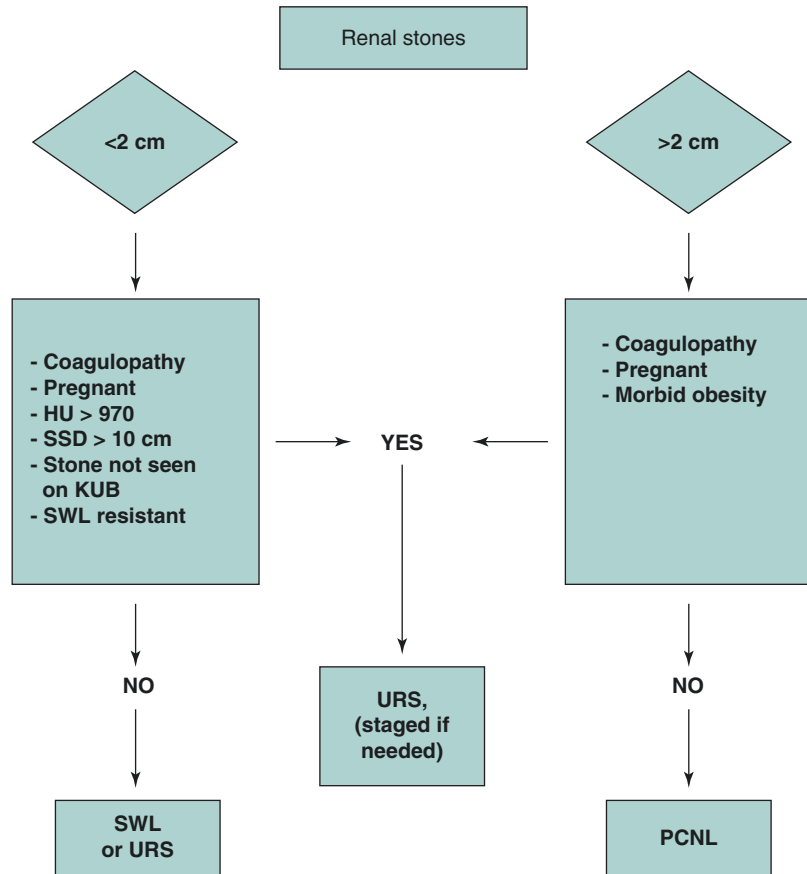 Renal stones
<2 cm
>2 cm
- Coagulopathy
- Pregnant
- HU > 970
- SSD > 10 cm
- Stone not seen
on KUB
- SWL resistant
- Coagulopathy
- Pregnant
- Morbid obesity
YES
NO
URS,
(staged if
needed)
NO
SWL
or URS
PCNL